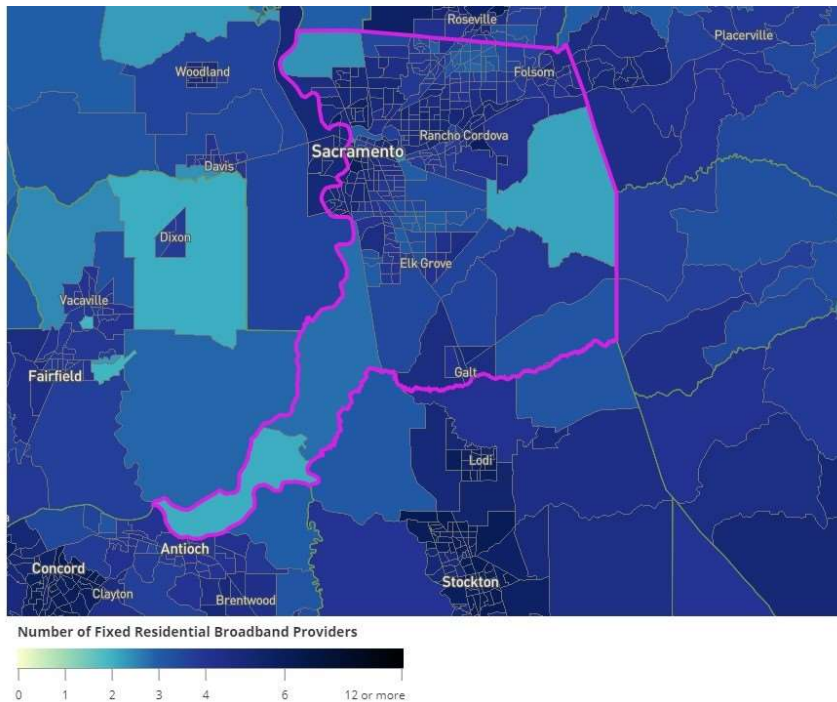 Roseville
Placerville
Woodland
Folsom
Rancho Cordova
Sacramento
Davis
Dixon
Elk Grove
Vacaville
Fairfield
Galt
Lodi
Antioch
Concord
Stockton
Clayton
Brentwood
Number of Fixed Residential Broadband Providers
0 1 2 3 4 6 12 or more